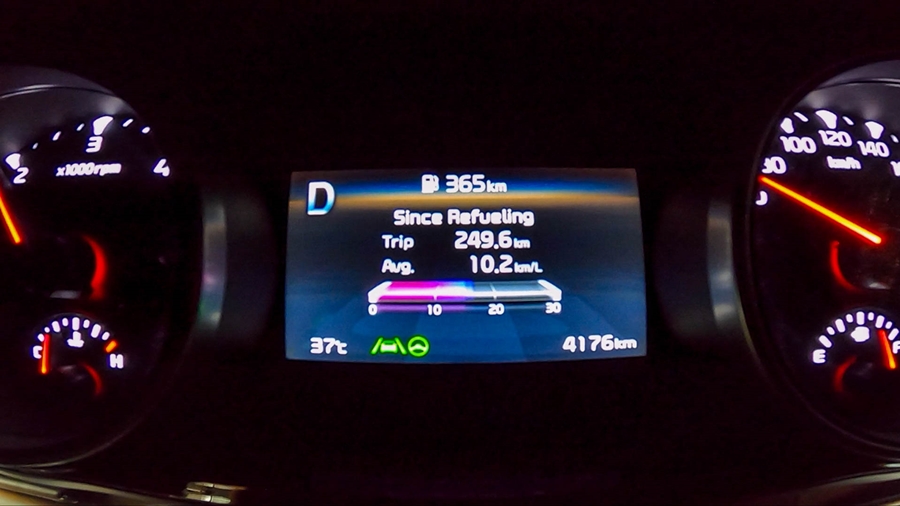 2
3
4
x1000rpm
C
H
D
365km
Since Refueling
Trip 249.6km
Avg. 10.2km/L
0 10 20 30
37℃
4176km
100
120
140
km/h
E